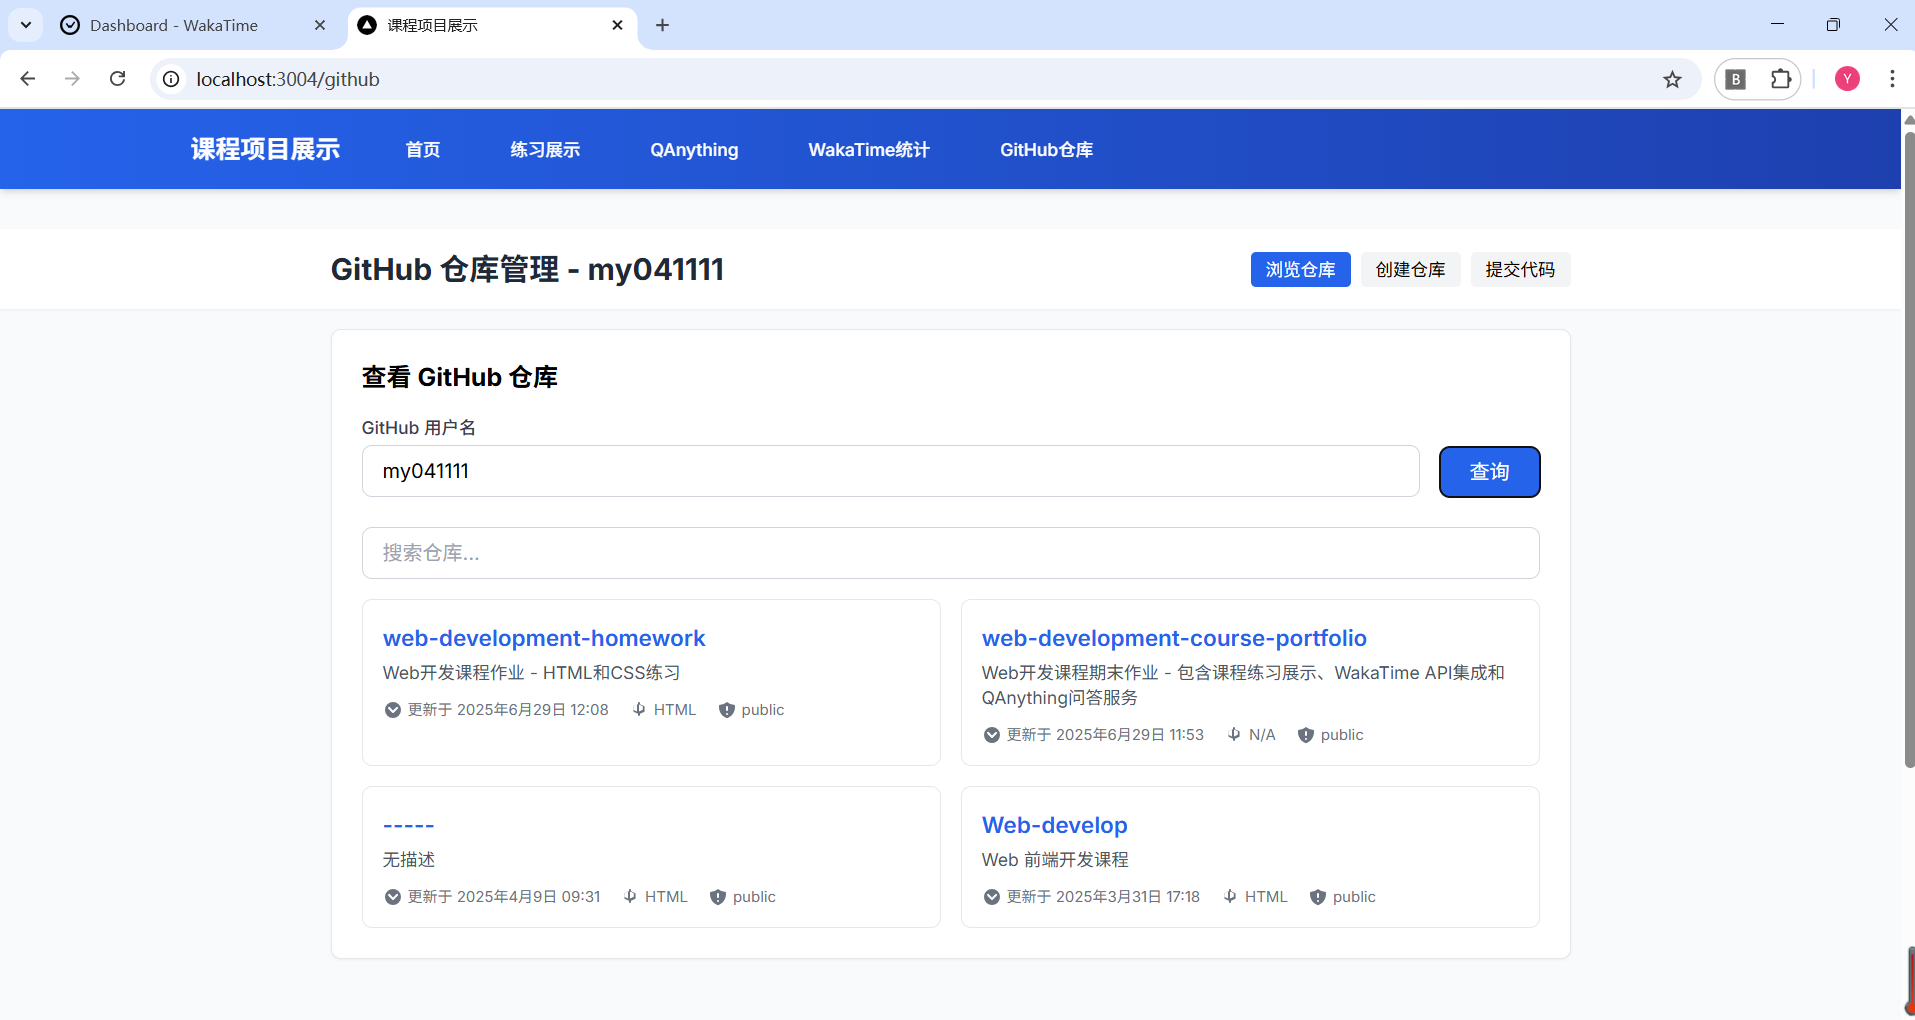 Dashboard - WakaTime
课程项目展示
localhost:3004/github
B
Y
课程项目展示
首页
练习展示
QAnything
WakaTime统计
GitHub仓库
GitHub 仓库管理 - my041111
浏览仓库
创建仓库
提交代码
查看 GitHub 仓库
GitHub 用户名
my041111
查询
搜索仓库...
web-development-homework
Web开发课程作业 - HTML和CSS练习
更新于 2025年6月29日 12:08 HTML public
web-development-course-portfolio
Web开发课程期末作业 - 包含课程练习展示、WakaTime API集成和
QAnything问答服务
更新于 2025年6月29日 11:53 N/A public
-----
无描述
更新于 2025年4月9日 09:31 HTML public
Web-develop
Web 前端开发课程
更新于 2025年3月31日 17:18 HTML public